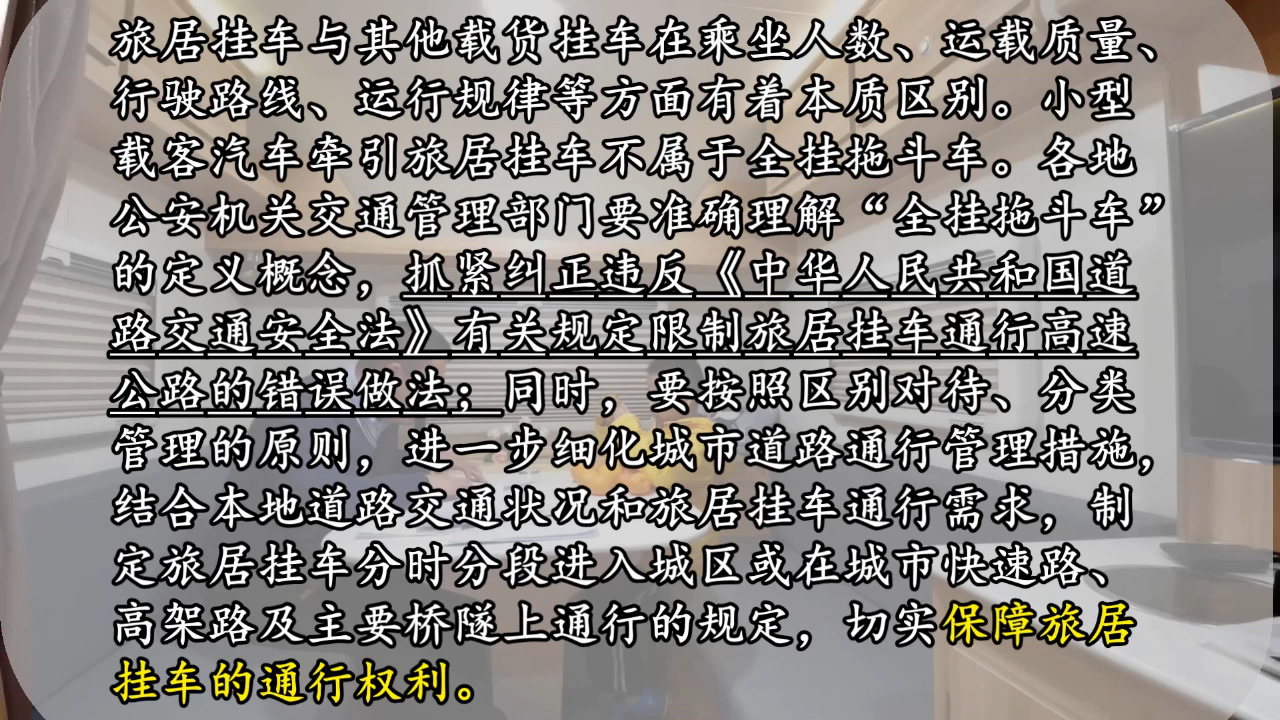 旅居挂车与其他载货挂车在乘坐人数、运载质量、
行驶路线、运行规律等方面有着本质区别。小型
载客汽车牵引旅居挂车不属于全挂拖斗车。各地
公安机关交通管理部门要准确理解“全挂拖斗车”
的定义概念，抓紧纠正违反《中华人民共和国道
路交通安全法》有关规定限制旅居挂车通行高速
公路的错误做法；同时，要按照区别对待、分类
管理的原则，进一步细化城市道路通行管理措施，
结合本地道路交通状况和旅居挂车通行需求，制
定旅居挂车分时分段进入城区或在城市快速路、
高架路及主要桥隧上通行的规定，切实保障旅居
挂车的通行权利。